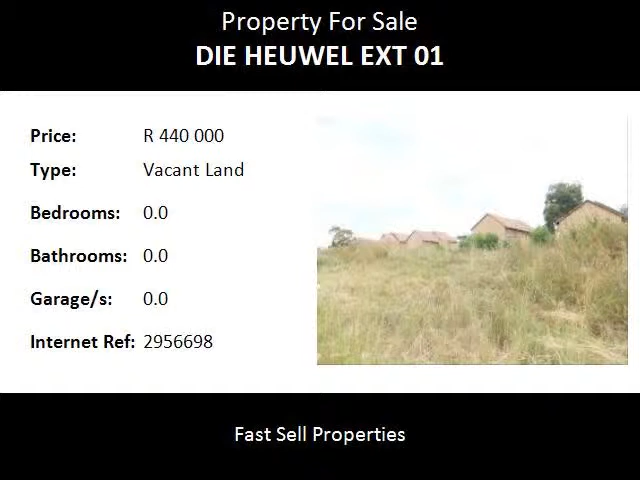 Property For Sale
DIE HEUWEL EXT 01
Price: R 440 000
Type: Vacant Land
Bedrooms: 0.0
Bathrooms: 0.0
Garage/s: 0.0
Internet Ref: 2956698
Fast Sell Properties